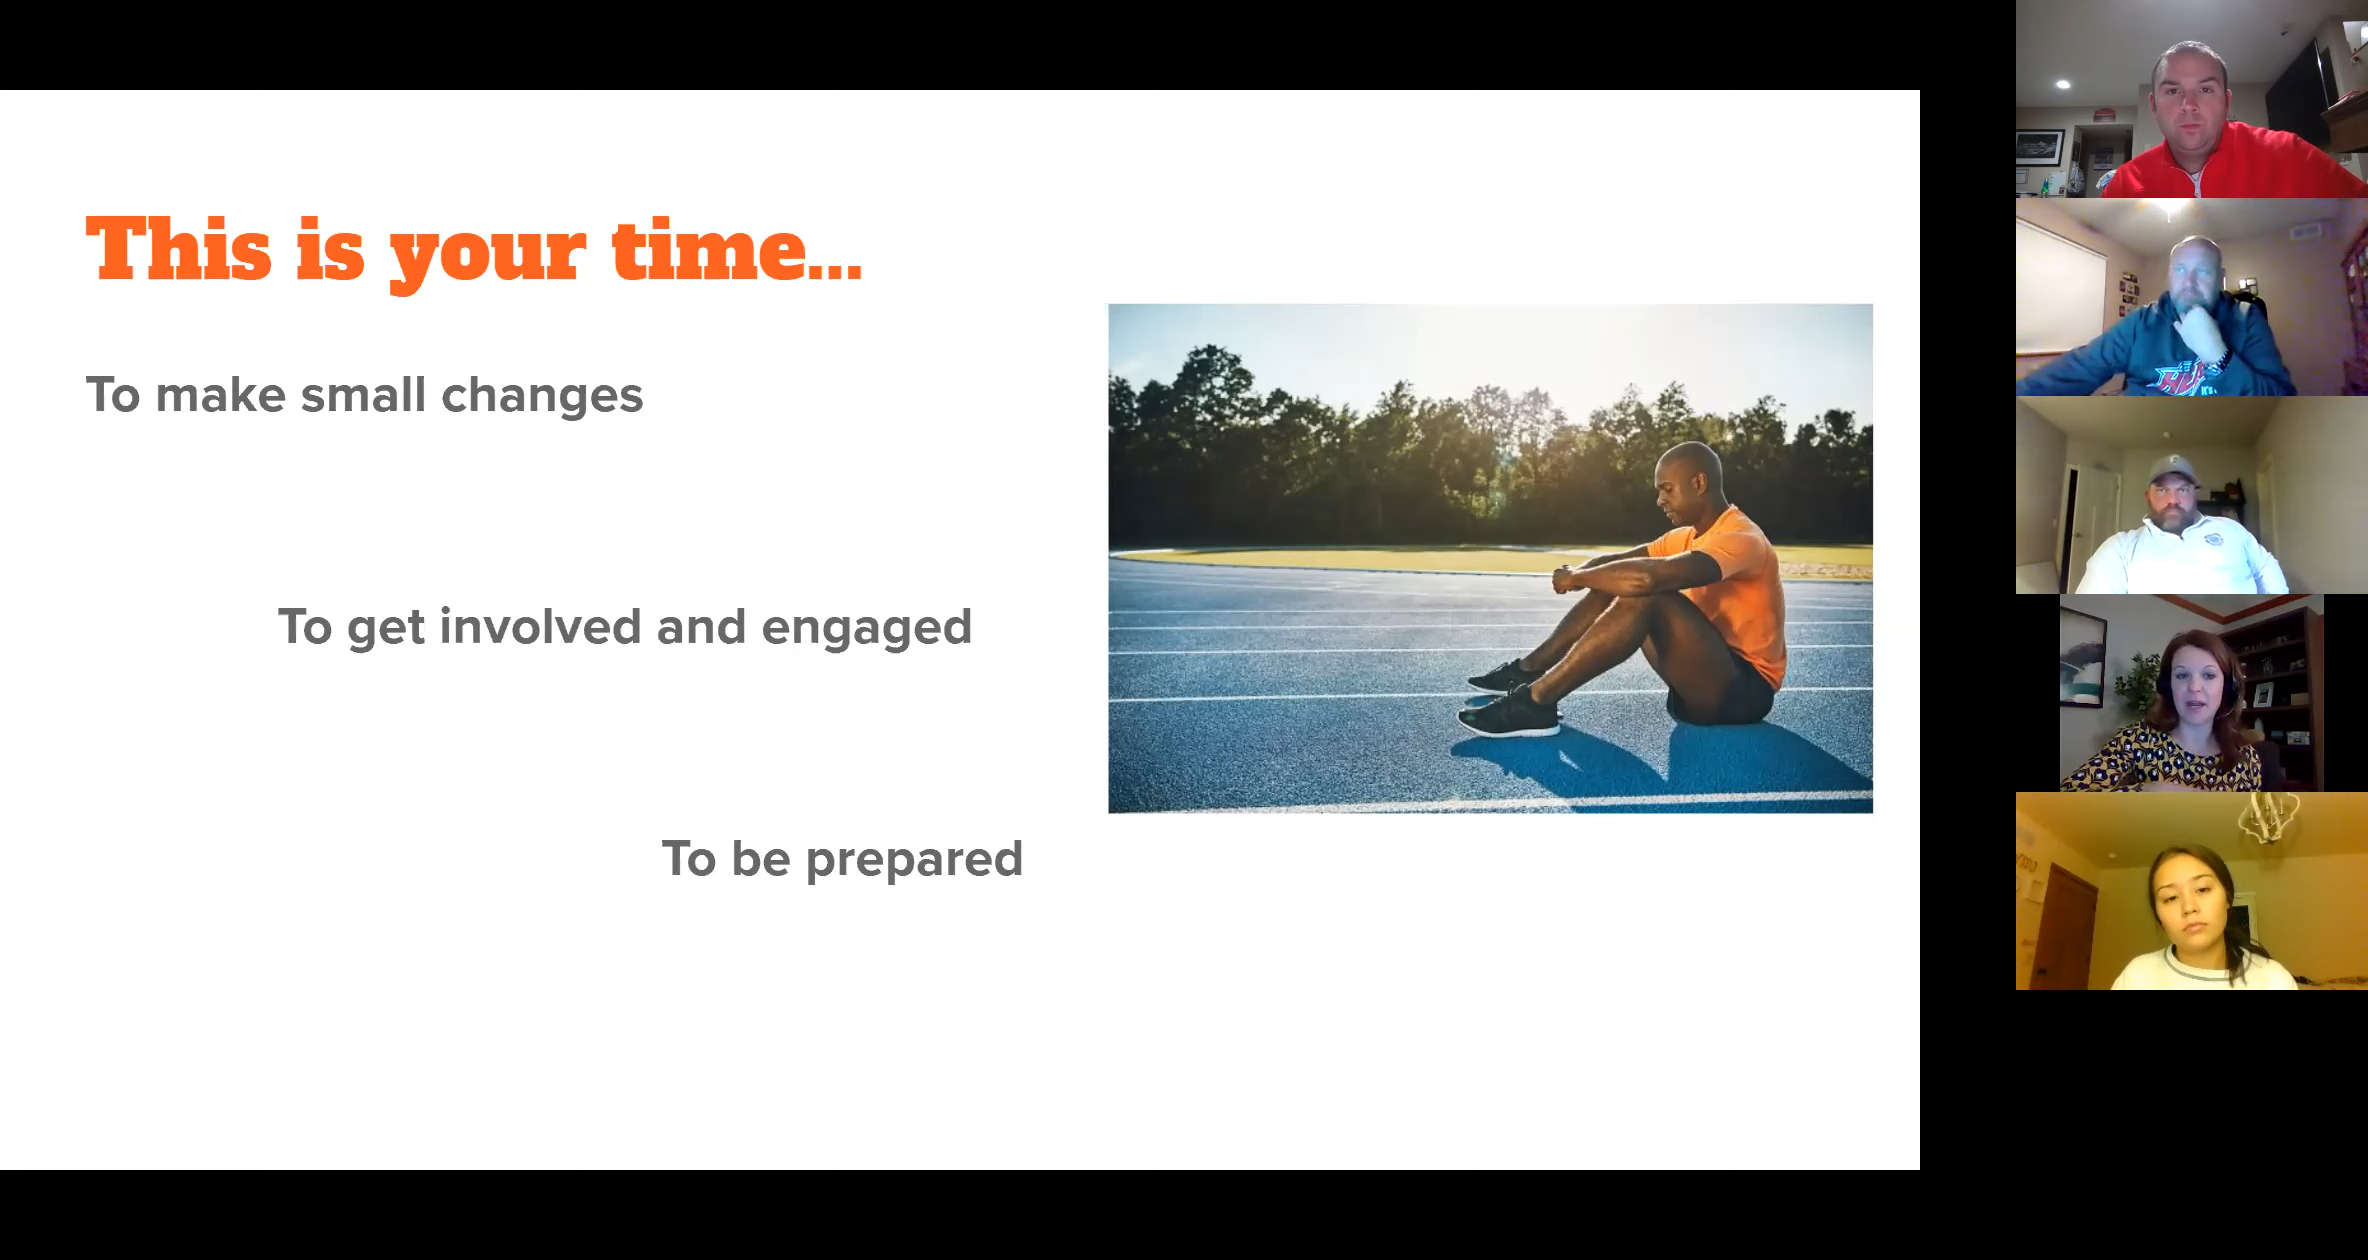 This is your time...
To make small changes
To get involved and engaged
To be prepared